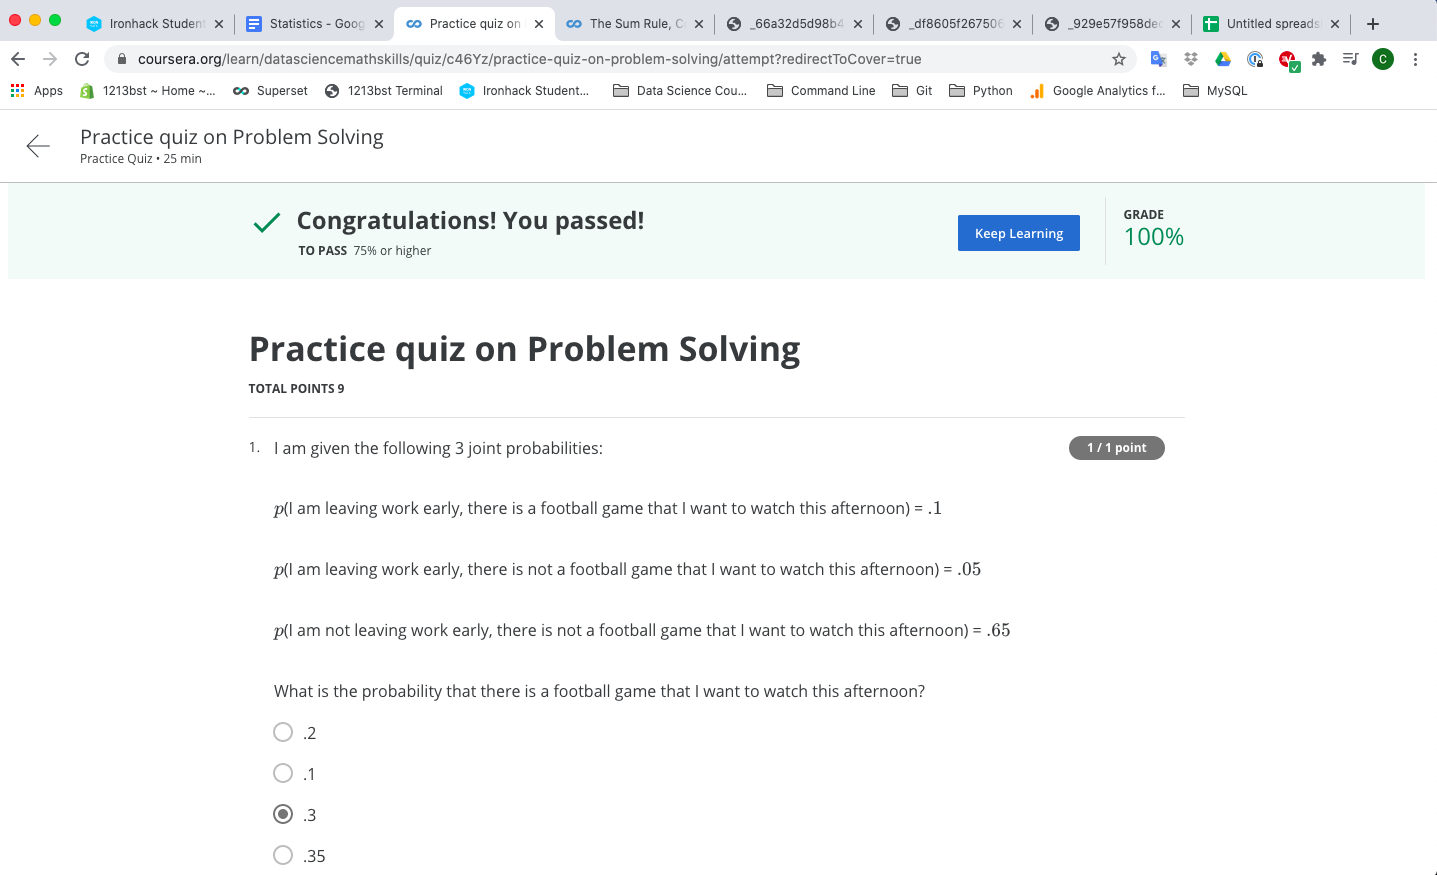 Ironhack Student
Statistics - Goog
Practice quiz on
The Sum Rule, C
_66a32d5d98b4
_df8605f267506
_929e57f958dec
Untitled spreads
coursera.org/learn/datasciencemathskills/quiz/c46Yz/practice-quiz-on-problem-solving/attempt?redirectToCover=true
C
Apps
1213bst ~ Home ~...
Superset
1213bst Terminal
Ironhack Student...
Data Science Cou...
Command Line
Git
Python
Google Analytics f...
MySQL
Practice quiz on Problem Solving
Practice Quiz • 25 min
Congratulations! You passed!
TO PASS 75% or higher
Keep Learning
GRADE
100%
Practice quiz on Problem Solving
TOTAL POINTS 9
1. I am given the following 3 joint probabilities:
1 / 1 point
p(I am leaving work early, there is a football game that I want to watch this afternoon) = .1
p(I am leaving work early, there is not a football game that I want to watch this afternoon) = .05
p(I am not leaving work early, there is not a football game that I want to watch this afternoon) = .65
What is the probability that there is a football game that I want to watch this afternoon?
.2
.1
.3
.35